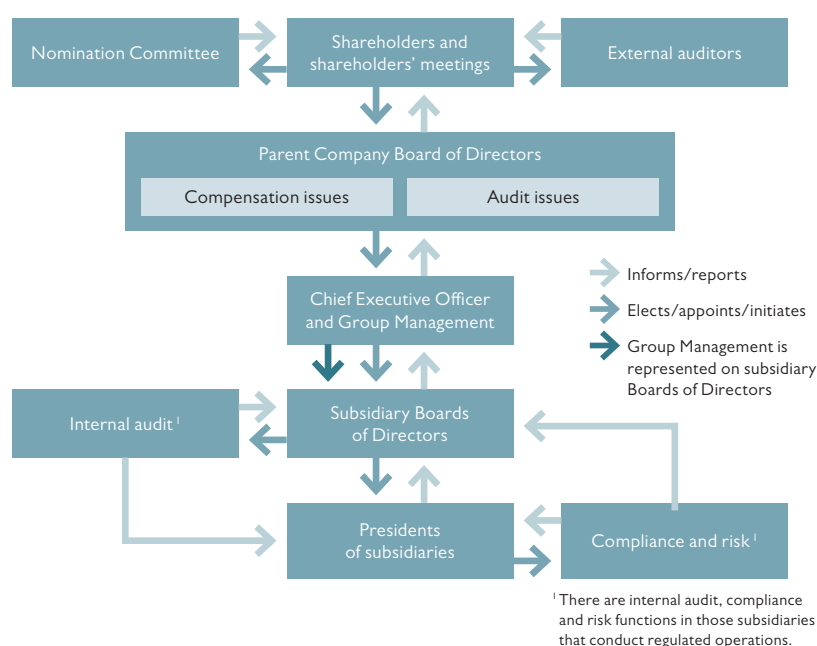 Nomination Committee
Shareholders and
shareholders’ meetings
External auditors
Parent Company Board of Directors
Compensation issues
Audit issues
Informs/reports
Elects/appoints/initiates
Group Management is
represented on subsidiary
Boards of Directors
Chief Executive Officer
and Group Management
Internal audit ¹
Subsidiary Boards
of Directors
Presidents
of subsidiaries
Compliance and risk ¹
¹ There are internal audit, compliance
and risk functions in those subsidiaries
that conduct regulated operations.